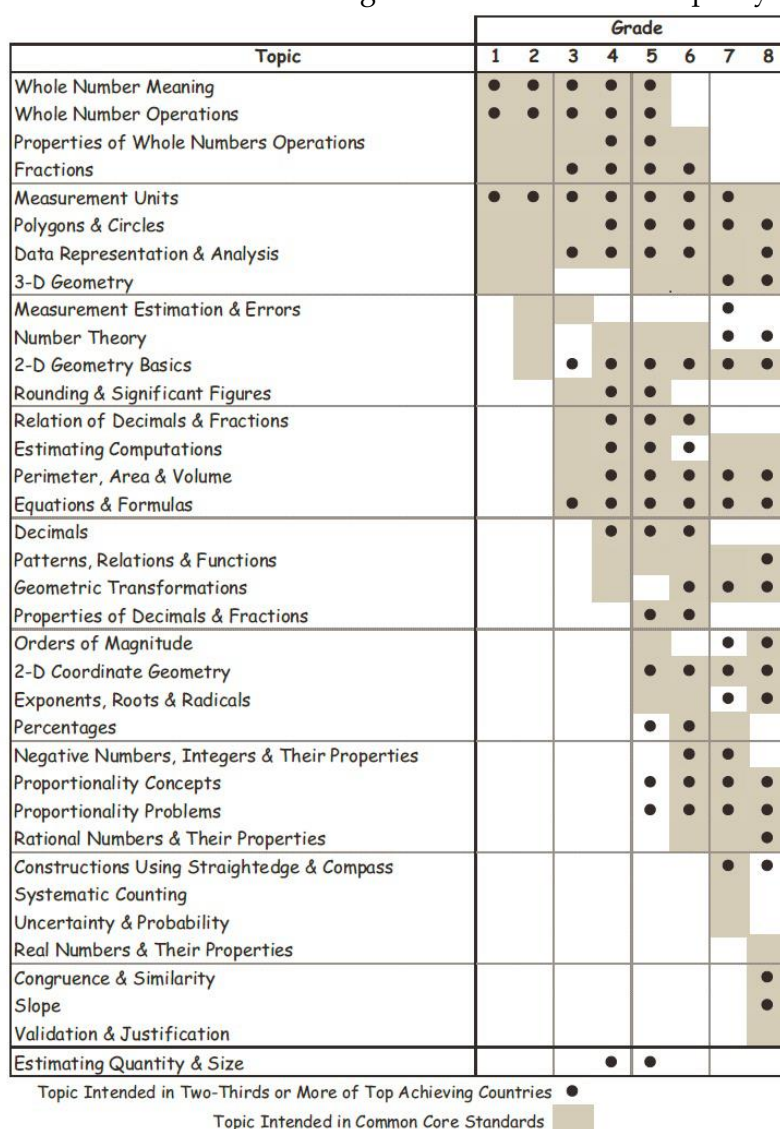 Grade
Topic 1 2 3 4 5 6 7 8
Whole Number Meaning
Whole Number Operations
Properties of Whole Numbers Operations
Fractions
Measurement Units
Polygons & Circles
Data Representation & Analysis
3-D Geometry
Measurement Estimation & Errors
Number Theory
2-D Geometry Basics
Rounding & Significant Figures
Relation of Decimals & Fractions
Estimating Computations
Perimeter, Area & Volume
Equations & Formulas
Decimals
Patterns, Relations & Functions
Geometric Transformations
Properties of Decimals & Fractions
Orders of Magnitude
2-D Coordinate Geometry
Exponents, Roots & Radicals
Percentages
Negative Numbers, Integers & Their Properties
Proportionality Concepts
Proportionality Problems
Rational Numbers & Their Properties
Constructions Using Straightedge & Compass
Systematic Counting
Uncertainty & Probability
Real Numbers & Their Properties
Congruence & Similarity
Slope
Validation & Justification
Estimating Quantity & Size
Topic Intended in Two-Thirds or More of Top Achieving Countries
Topic Intended in Common Core Standards